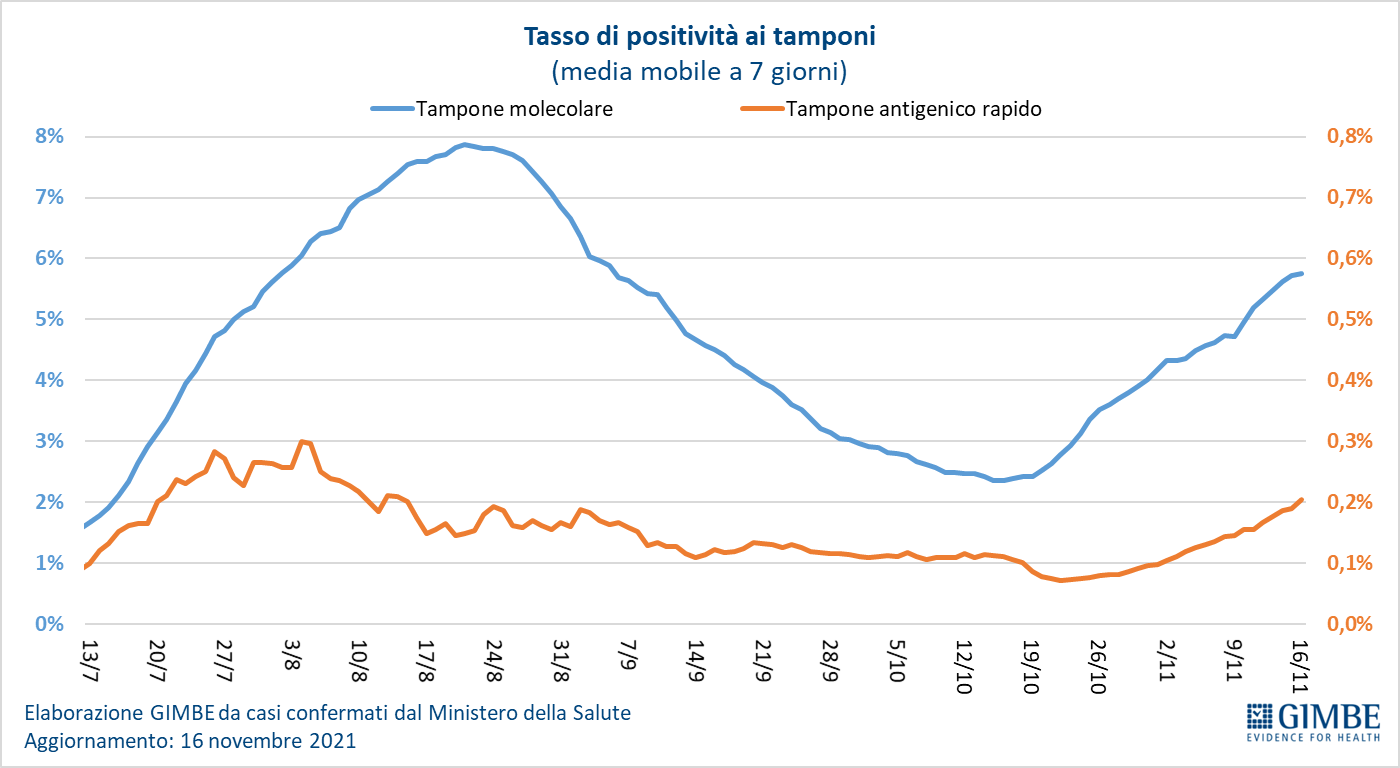 Tasso di positività ai tamponi
(media mobile a 7 giorni)
Tampone molecolare Tampone antigenico rapido
8% 0,8%
7% 0,7%
6% 0,6%
5% 0,5%
4% 0,4%
3% 0,3%
2% 0,2%
1% 0,1%
0% 0,0%
13/7 20/7 27/7 3/8 10/8 17/8 24/8 31/8 7/9 14/9 21/9 28/9 5/10 12/10 19/10 26/10 2/11 9/11 16/11
Elaborazione GIMBE da casi confermati dal Ministero della Salute
Aggiornamento: 16 novembre 2021
GIMBE
EVIDENCE FOR HEALTH